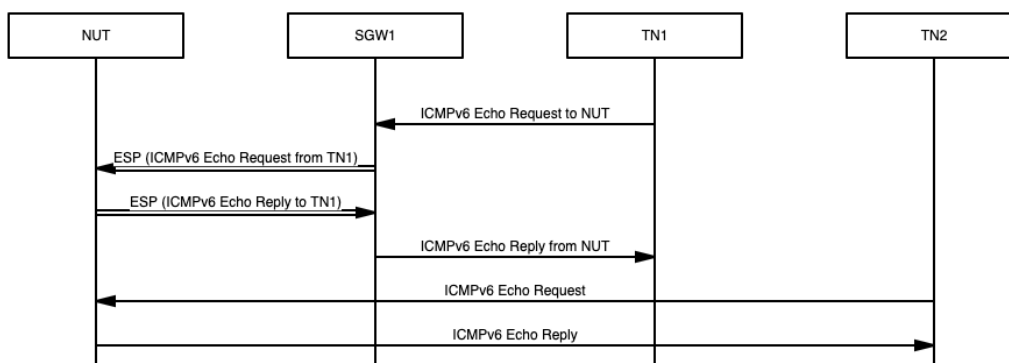 NUT
SGW1
TN1
TN2
ICMPv6 Echo Request to NUT
ESP (ICMPv6 Echo Request from TN1)
ESP (ICMPv6 Echo Reply to TN1)
ICMPv6 Echo Reply from NUT
ICMPv6 Echo Request
ICMPv6 Echo Reply